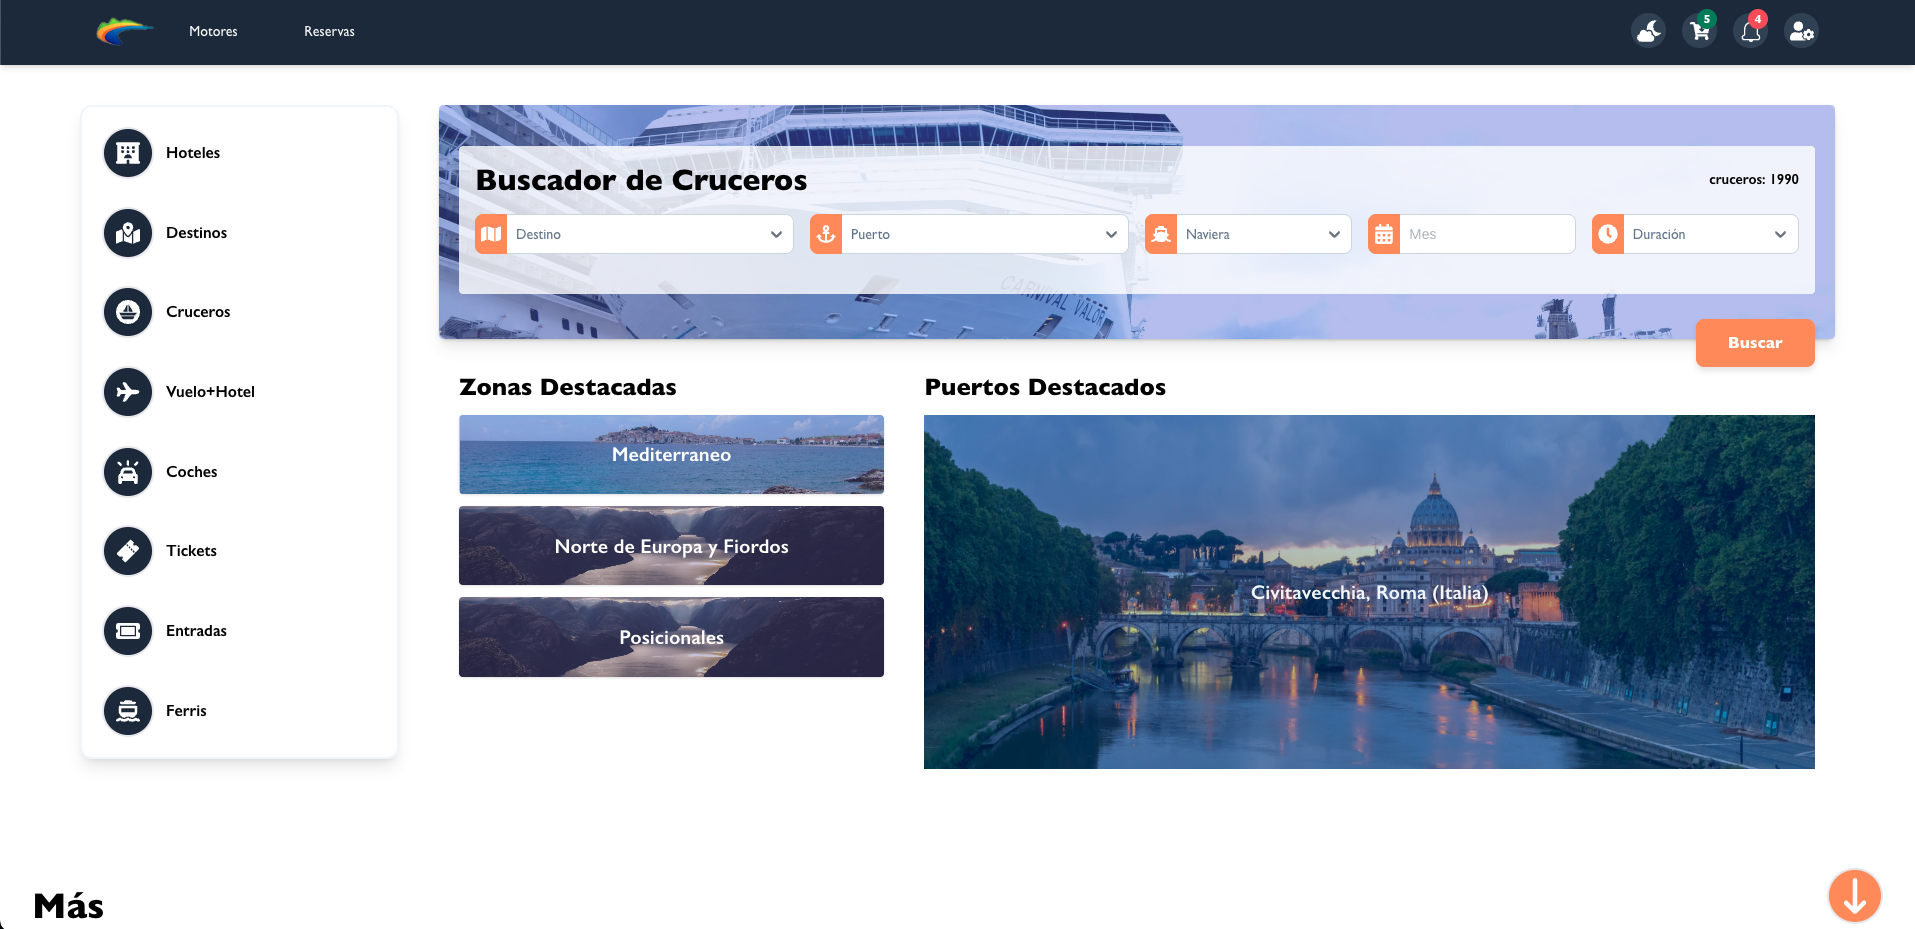 Motores
Reservas
5
4
Hoteles
Destinos
Cruceros
Vuelo+Hotel
Coches
Tickets
Entradas
Ferris
Buscador de Cruceros
cruceros: 1990
Destino
Puerto
Naviera
Mes
Duración
CARNIVAL VALOR
Buscar
Zonas Destacadas
Mediterraneo
Norte de Europa y Fiordos
Posicionales
Puertos Destacados
Civitavecchia, Roma (Italia)
Más